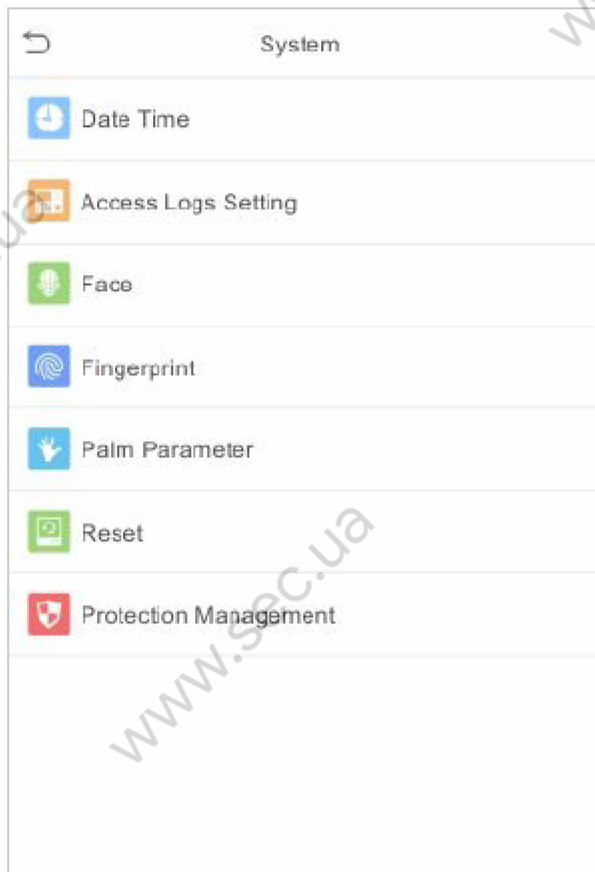 System
Date Time
Access Logs Setting
Face
Fingerprint
Palm Parameter
Reset
Protection Management
www.sec.ua